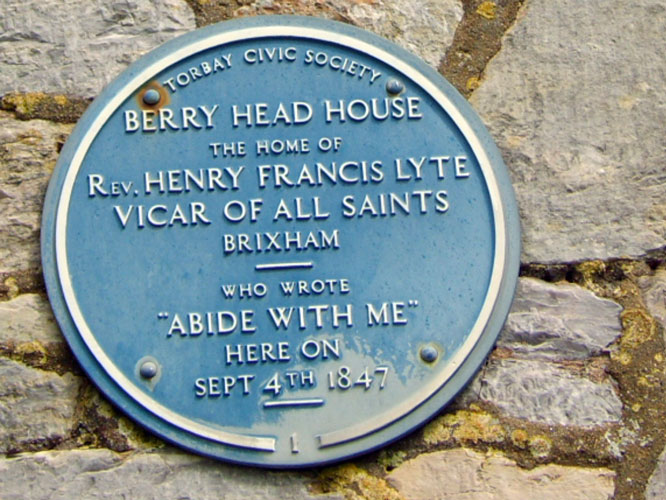 TORBAY CIVIC SOCIETY
BERRY HEAD HOUSE
THE HOME OF
REV. HENRY FRANCIS LYTE
VICAR OF ALL SAINTS
BRIXHAM
WHO WROTE
"ABIDE WITH ME"
HERE ON
SEPT 4TH 1847
1